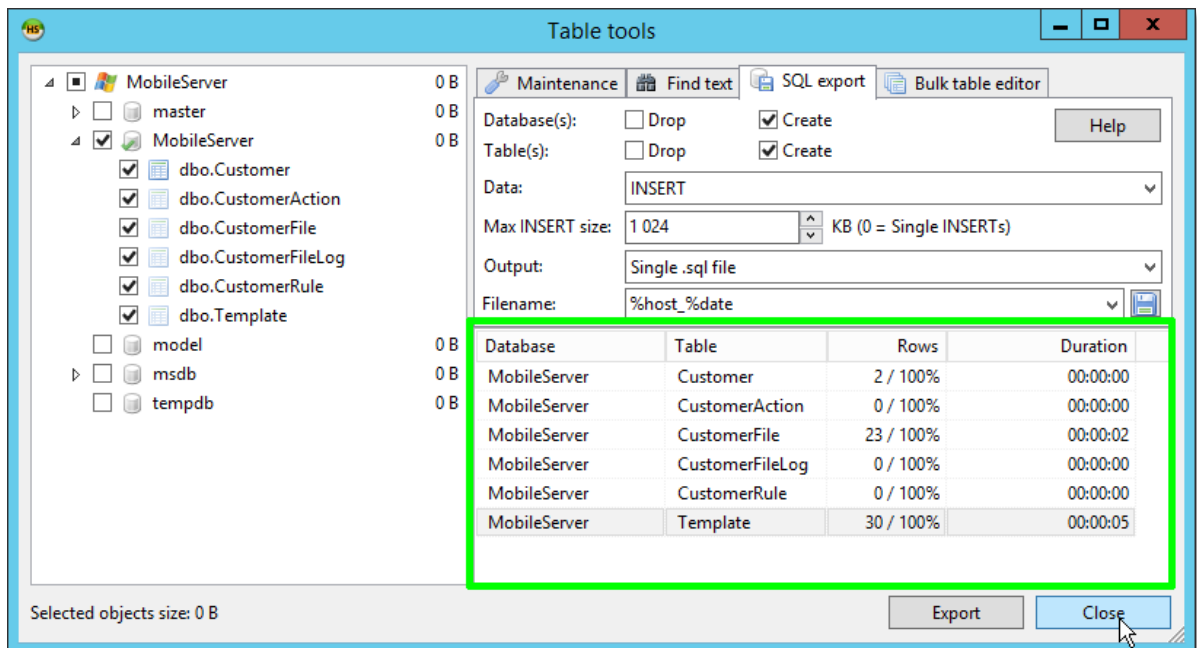 HS
Table tools
MobileServer 0 B
master 0 B
MobileServer 0 B
dbo.Customer
dbo.CustomerAction
dbo.CustomerFile
dbo.CustomerFileLog
dbo.CustomerRule
dbo.Template
model 0 B
msdb 0 B
tempdb 0 B
Maintenance Find text SQL export Bulk table editor
Database(s): Drop Create Help
Table(s): Drop Create
Data: INSERT
Max INSERT size: 1 024 KB (0 = Single INSERTs)
Output: Single .sql file
Filename: %host_%date
Database Table Rows Duration
MobileServer Customer 2 / 100% 00:00:00
MobileServer CustomerAction 0 / 100% 00:00:00
MobileServer CustomerFile 23 / 100% 00:00:02
MobileServer CustomerFileLog 0 / 100% 00:00:00
MobileServer CustomerRule 0 / 100% 00:00:00
MobileServer Template 30 / 100% 00:00:05
Selected objects size: 0 B Export Close